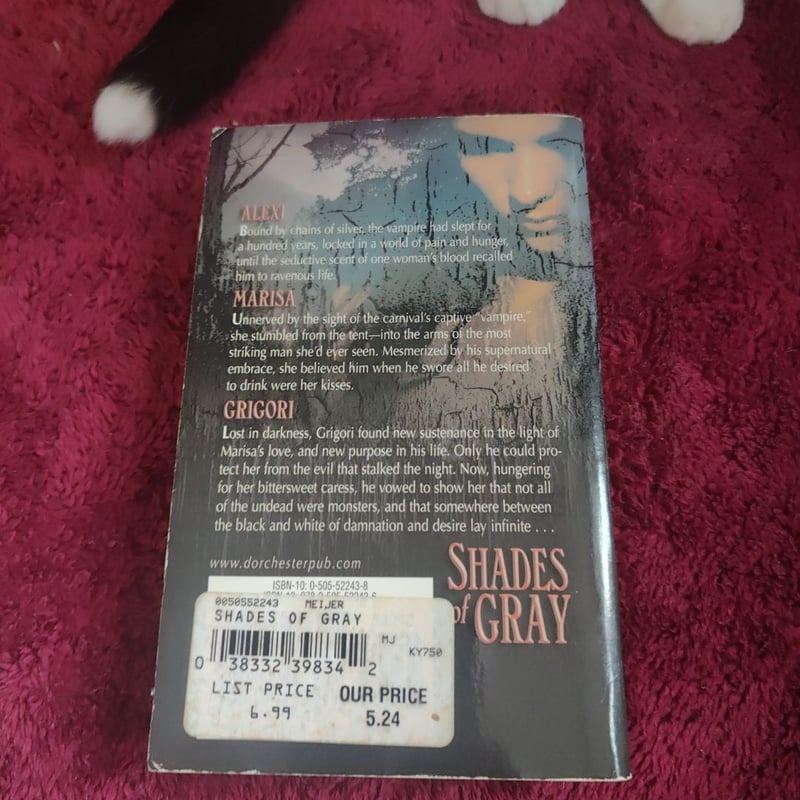 ALEXI
Bound by chains of silver, the vampire had slept for
a hundred years, locked in a world of pain and hunger,
until the seductive scent of one woman's blood recalled
him to ravenous life.
MARISA
Unnerved by the sight of the carnival's captive "vampire,"
she stumbled from the tent—into the arms of the most
striking man she'd ever seen. Mesmerized by his supernatural
embrace, she believed him when he swore all he desired
to drink were her kisses.
GRIGORI
Lost in darkness, Grigori found new sustenance in the light of
Marisa's love, and new purpose in his life. Only he could pro-
tect her from the evil that stalked the night. Now, hungering
for her bittersweet caress, he vowed to show her that not all
of the undead were monsters, and that somewhere between
the black and white of damnation and desire lay infinite . . .
SHADES
of GRAY
www.dorchesterpub.com
ISBN-10: 0-505-52243-8
0050552243 MEIJER
SHADES OF GRAY
MJ
KY750
0 38332 39834 2
LIST PRICE OUR PRICE
6.99 5.24